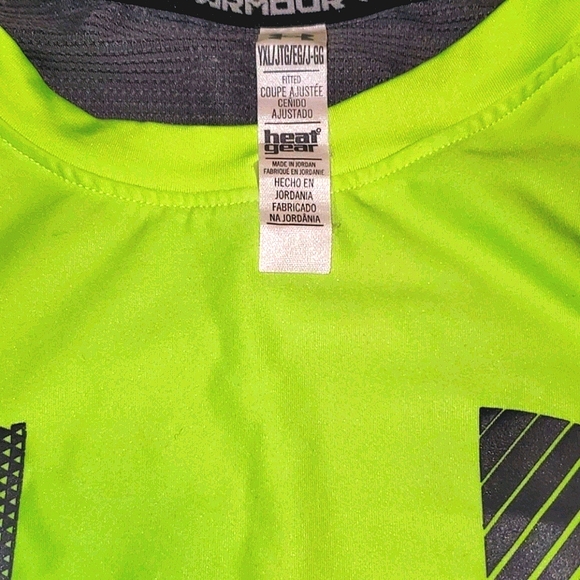 ARMOUR
YXL/JTG/EG/J-GG
FITTED
COUPE AJUSTÉE
CEÑIDO
AJUSTADO
heat
gear
MADE IN JORDAN
FABRIQUÉ EN JORDANIE
HECHO EN
JORDANIA
FABRICADO
NA JORDÂNIA